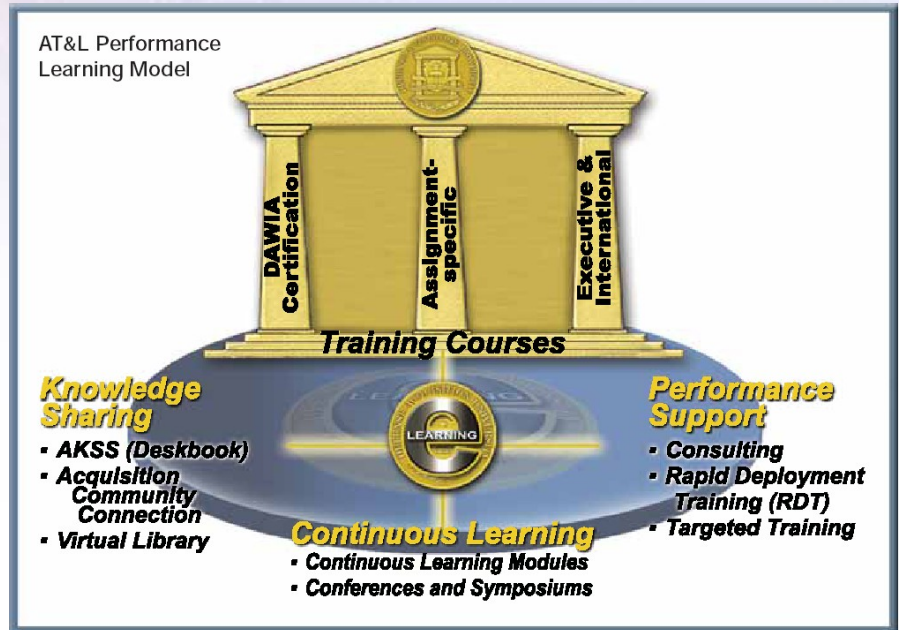 AT&L Performance
Learning Model
DAWIA
Certification
Assignment-
specific
Executive &
International
Training Courses
Knowledge
Sharing
▪ AKSS (Deskbook)
▪ Acquisition
Community
Connection
▪ Virtual Library
LEARNING
e
Continuous Learning
▪ Continuous Learning Modules
▪ Conferences and Symposiums
Performance
Support
▪ Consulting
▪ Rapid Deployment
Training (RDT)
▪ Targeted Training